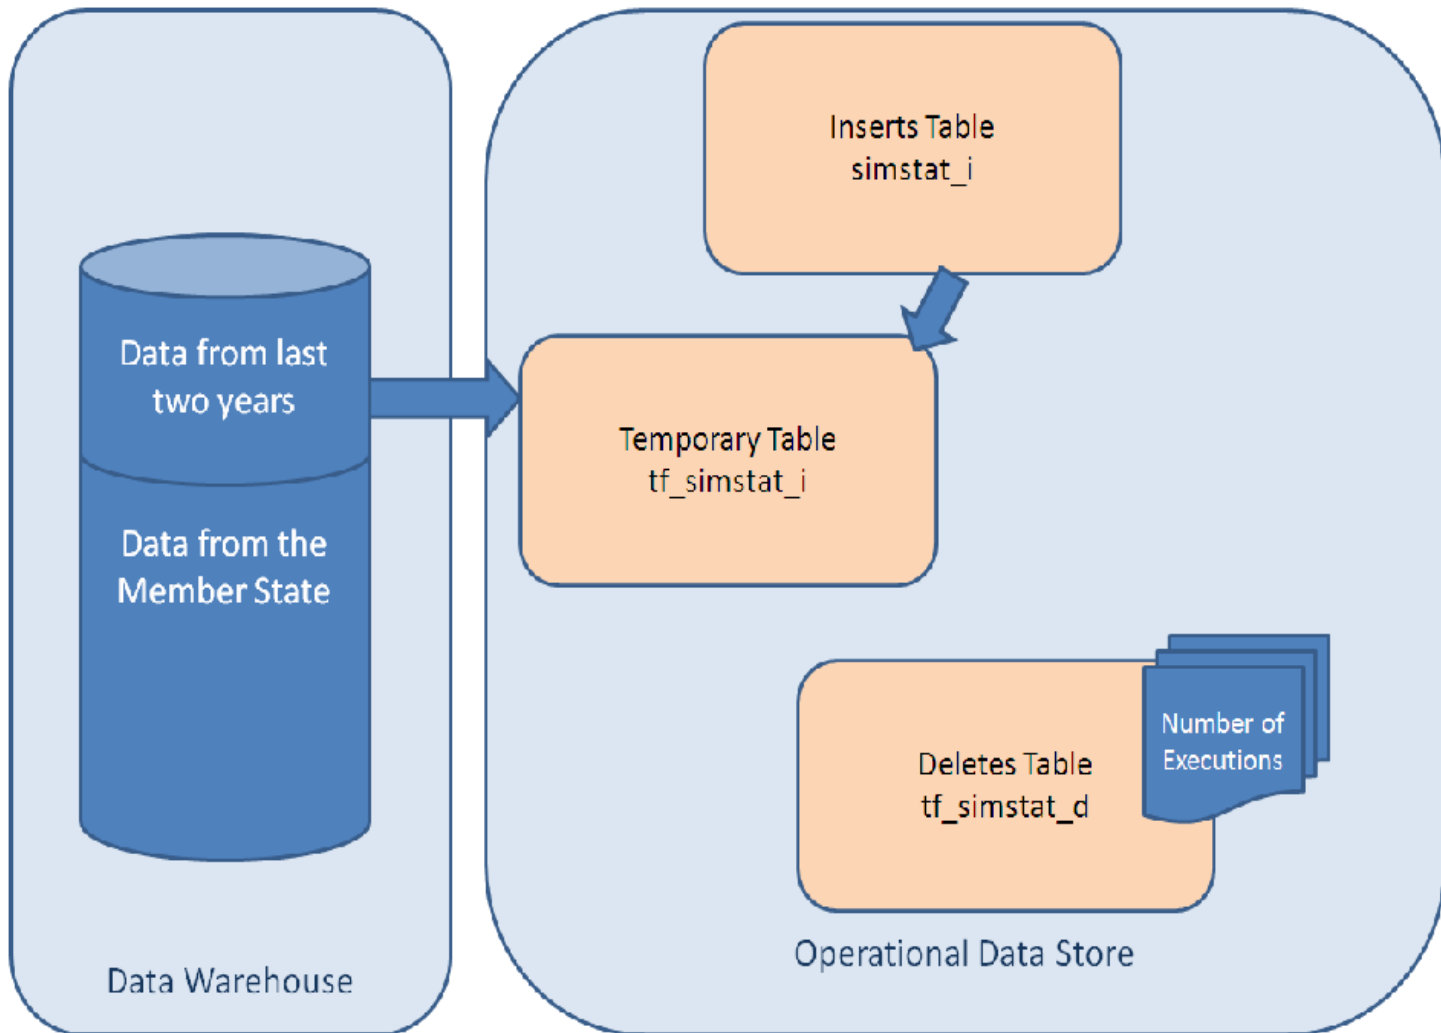 Inserts Table
simstat_i
Data from last
two years
Temporary Table
tf_simstat_i
Data from the
Member State
Number of
Executions
Deletes Table
tf_simstat_d
Operational Data Store
Data Warehouse